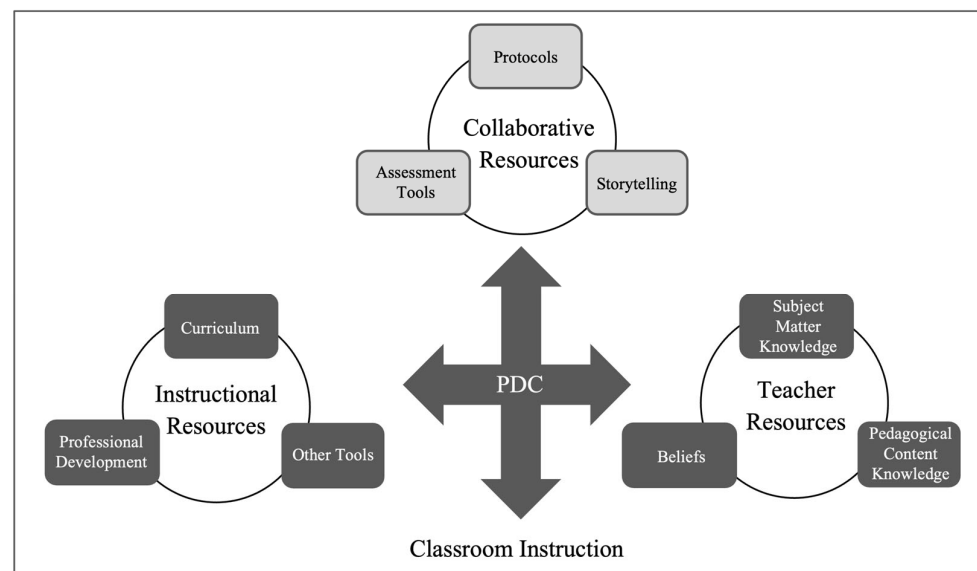 Protocols
Collaborative
Resources
Assessment
Tools
Storytelling
Curriculum
Instructional
Resources
Professional
Development
Other Tools
PDC
Subject
Matter
Knowledge
Teacher
Resources
Beliefs
Pedagogical
Content
Knowledge
Classroom Instruction